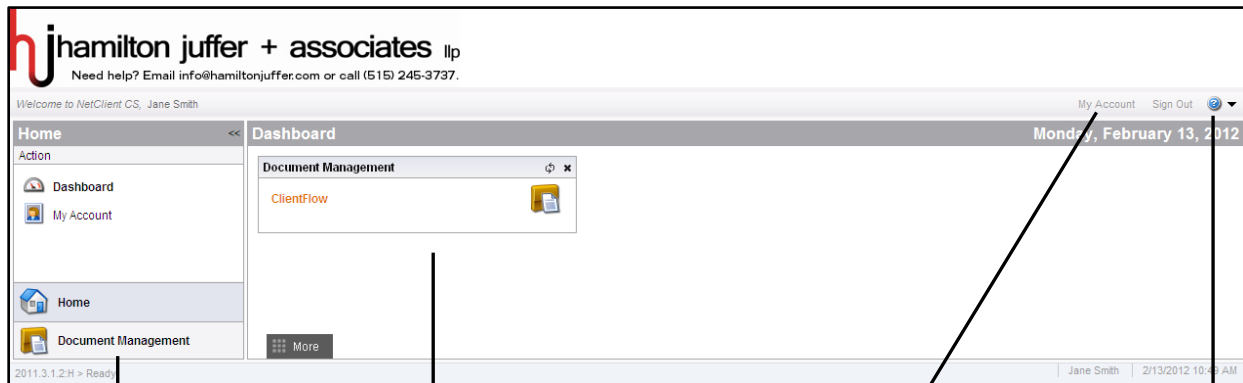 hj hamilton juffer + associates llp
Need help? Email info@hamiltonjuffer.com or call (515) 245-3737.
Welcome to NetClient CS, Jane Smith
My Account Sign Out ?
Home << Dashboard Monday, February 13, 2012
Action
Dashboard
My Account
Document Management
ClientFlow
Home
Document Management
More
2011.3.1.2:H > Ready
Jane Smith 2/13/2012 10:49 AM